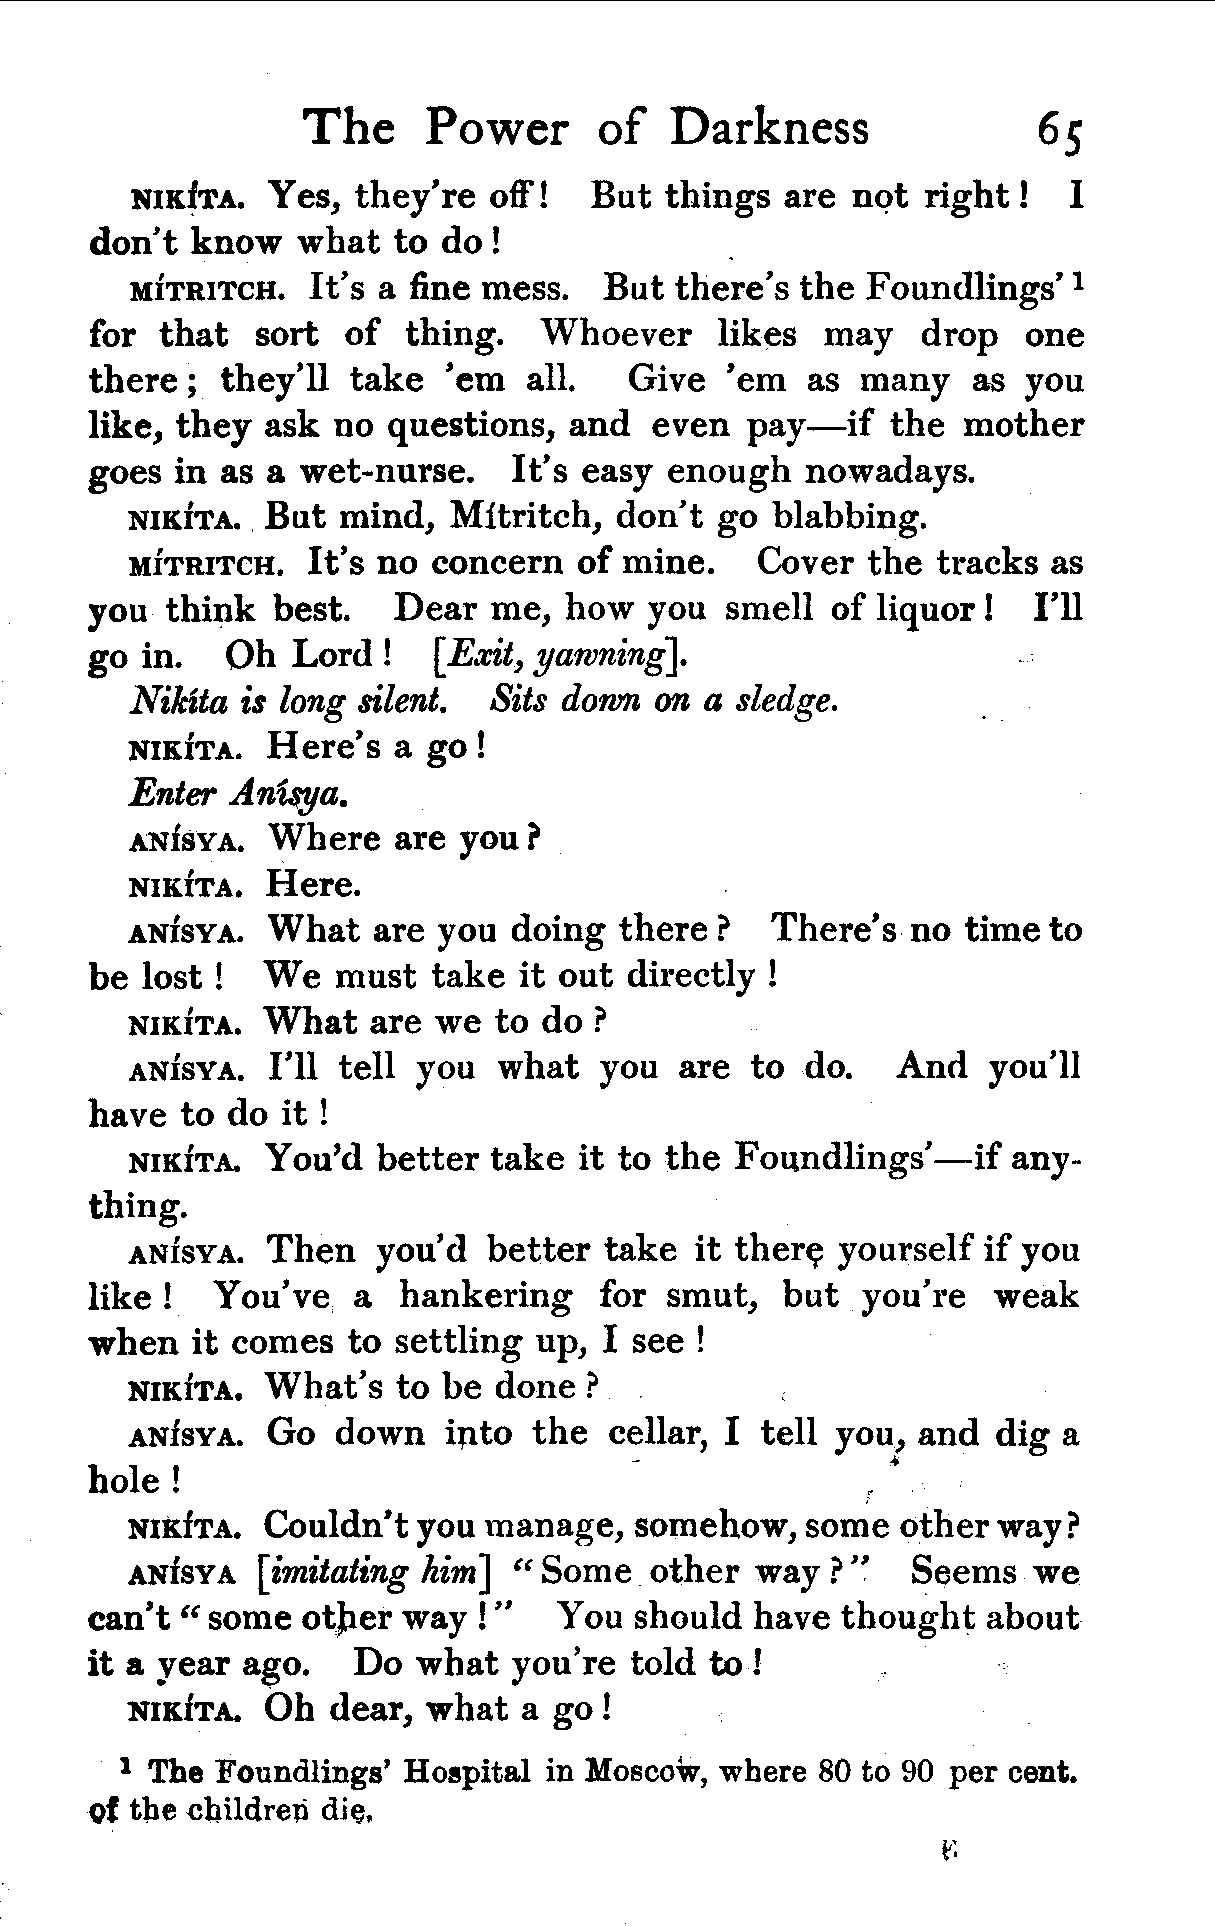 The Power of Darkness 65
NIKÍTA. Yes, they're off! But things are not right! I
don't know what to do!
MÍTRITCH. It's a fine mess. But there's the Foundlings' ¹
for that sort of thing. Whoever likes may drop one
there; they'll take 'em all. Give 'em as many as you
like, they ask no questions, and even pay—if the mother
goes in as a wet-nurse. It's easy enough nowadays.
NIKÍTA. But mind, Mítritch, don't go blabbing.
MÍTRITCH. It's no concern of mine. Cover the tracks as
you think best. Dear me, how you smell of liquor! I'll
go in. Oh Lord! [Exit, yawning].
Nikíta is long silent. Sits down on a sledge.
NIKÍTA. Here's a go!
Enter Anísya.
ANÍSYA. Where are you?
NIKÍTA. Here.
ANÍSYA. What are you doing there? There's no time to
be lost! We must take it out directly!
NIKÍTA. What are we to do?
ANÍSYA. I'll tell you what you are to do. And you'll
have to do it!
NIKÍTA. You'd better take it to the Foundlings'—if any-
thing.
ANÍSYA. Then you'd better take it there yourself if you
like! You've a hankering for smut, but you're weak
when it comes to settling up, I see!
NIKÍTA. What's to be done?
ANÍSYA. Go down into the cellar, I tell you, and dig a
hole!
NIKÍTA. Couldn't you manage, somehow, some other way?
ANÍSYA [imitating him] "Some other way?" Seems we
can't "some other way!" You should have thought about
it a year ago. Do what you're told to!
NIKÍTA. Oh dear, what a go!
¹ The Foundlings' Hospital in Moscow, where 80 to 90 per cent.
of the children die.